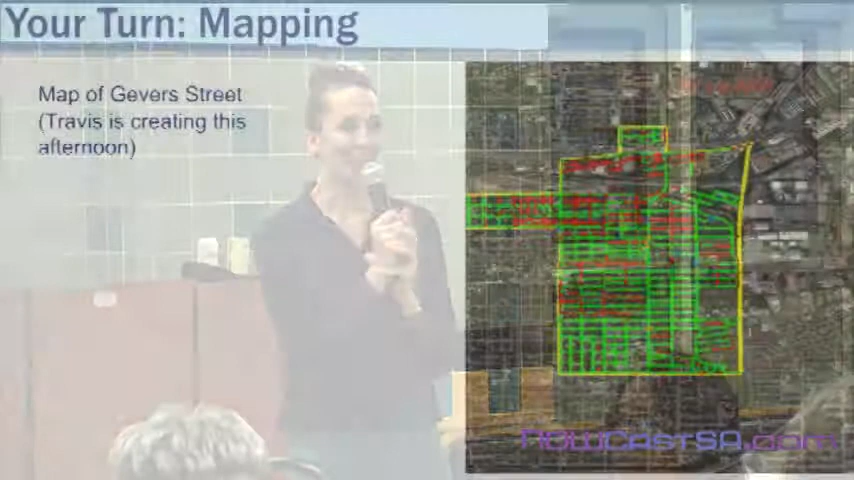 Your Turn: Mapping
Map of Gevers Street
(Travis is creating this
afternoon)
NOWCASTSA.com